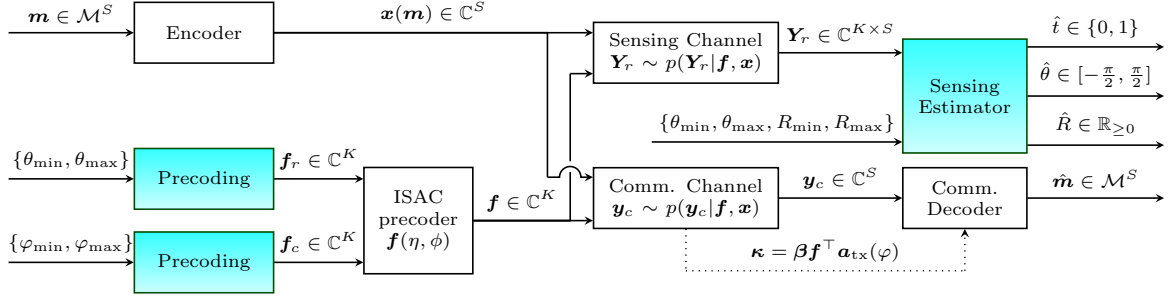 𝒎 ∈ ℳ^S
Encoder
𝒙(𝒎) ∈ ℂ^S
Sensing Channel
𝒀_r ∼ p(𝒀_r|𝒇, 𝒙)
𝒀_r ∈ ℂ^{K×S}
{θ_min, θ_max, R_min, R_max}
Sensing
Estimator
t̂ ∈ {0, 1}
θ̂ ∈ [−π/2, π/2]
R̂ ∈ ℝ_{≥0}
{θ_min, θ_max}
Precoding
𝒇_r ∈ ℂ^K
{φ_min, φ_max}
Precoding
𝒇_c ∈ ℂ^K
ISAC
precoder
𝒇(η, ϕ)
𝒇 ∈ ℂ^K
Comm. Channel
𝒚_c ∼ p(𝒚_c|𝒇, 𝒙)
𝒚_c ∈ ℂ^S
Comm.
Decoder
𝒎̂ ∈ ℳ^S
𝜿 = 𝜷𝒇^⊤𝒂_tx(φ)